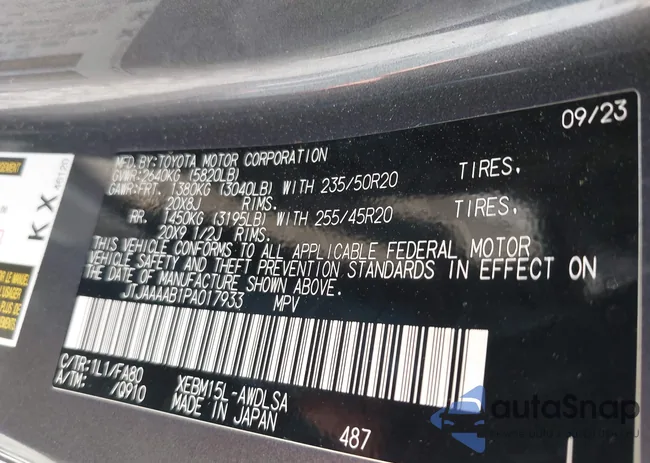 09/23
MFD.BY:TOYOTA MOTOR CORPORATION
GVWR:2640KG (5820LB)
GAWR:FRT. 1380KG (3040LB) WITH 235/50R20 TIRES,
20X8J RIMS.
RR. 1450KG (3195LB) WITH 255/45R20 TIRES,
20X9 1/2J RIMS.
THIS VEHICLE CONFORMS TO ALL APPLICABLE FEDERAL MOTOR
VEHICLE SAFETY AND THEFT PREVENTION STANDARDS IN EFFECT ON
THE DATE OF MANUFACTURE SHOWN ABOVE.
JTJAAAAB1PA017933 MPV
C/TR:1L1/FA80 XEBM15L-AWDLSA
A/TM: /G910 MADE IN JAPAN
487
KX
autoSnap